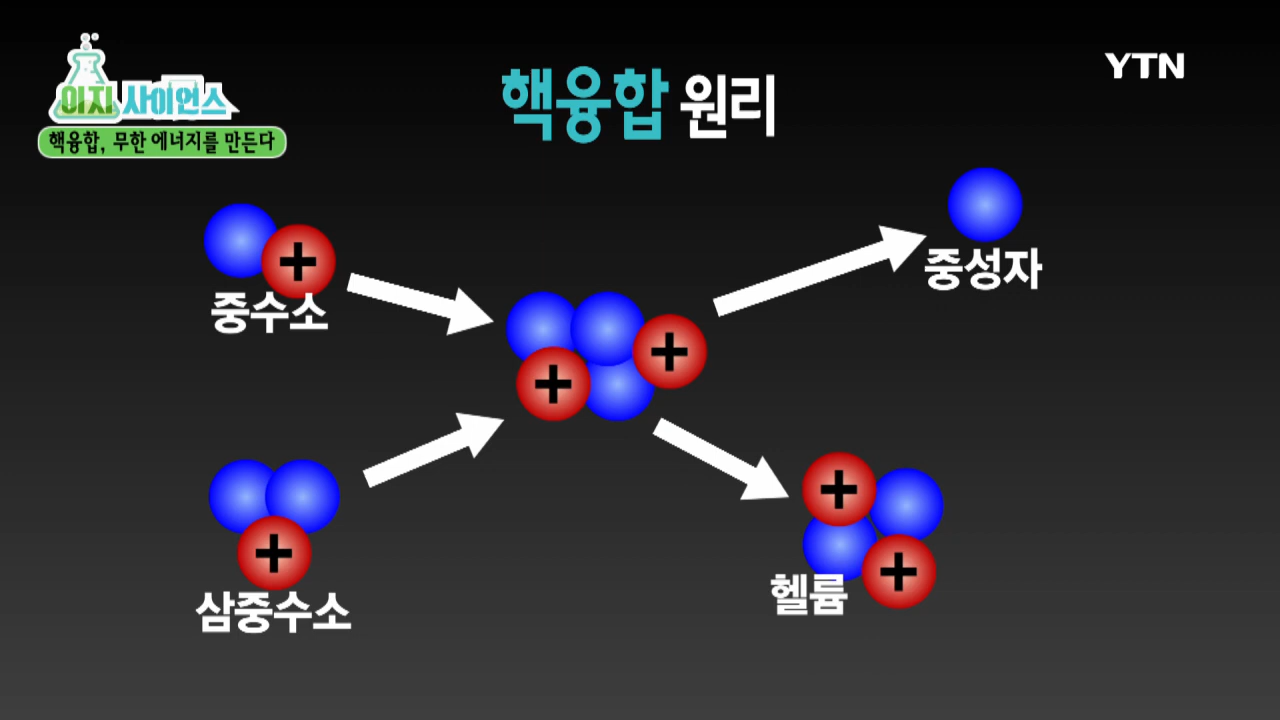 이지 사이언스
핵융합, 무한 에너지를 만든다
핵융합 원리
YTN
중수소
중성자
삼중수소
헬륨